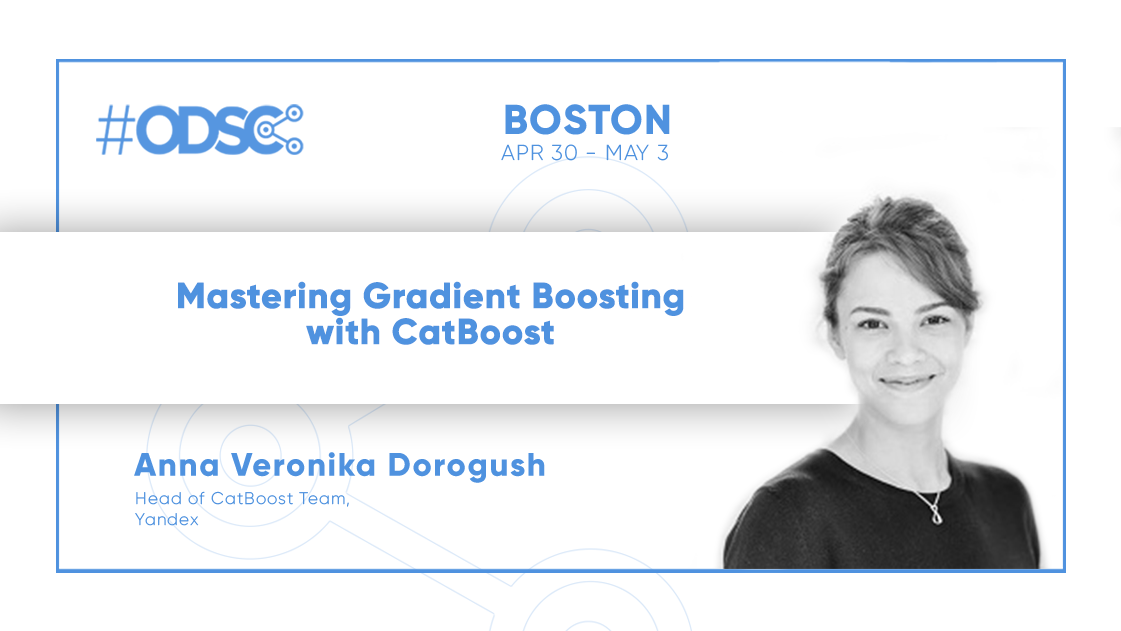 #ODSC
BOSTON
APR 30 - MAY 3
Mastering Gradient Boosting
with CatBoost
Anna Veronika Dorogush
Head of CatBoost Team,
Yandex